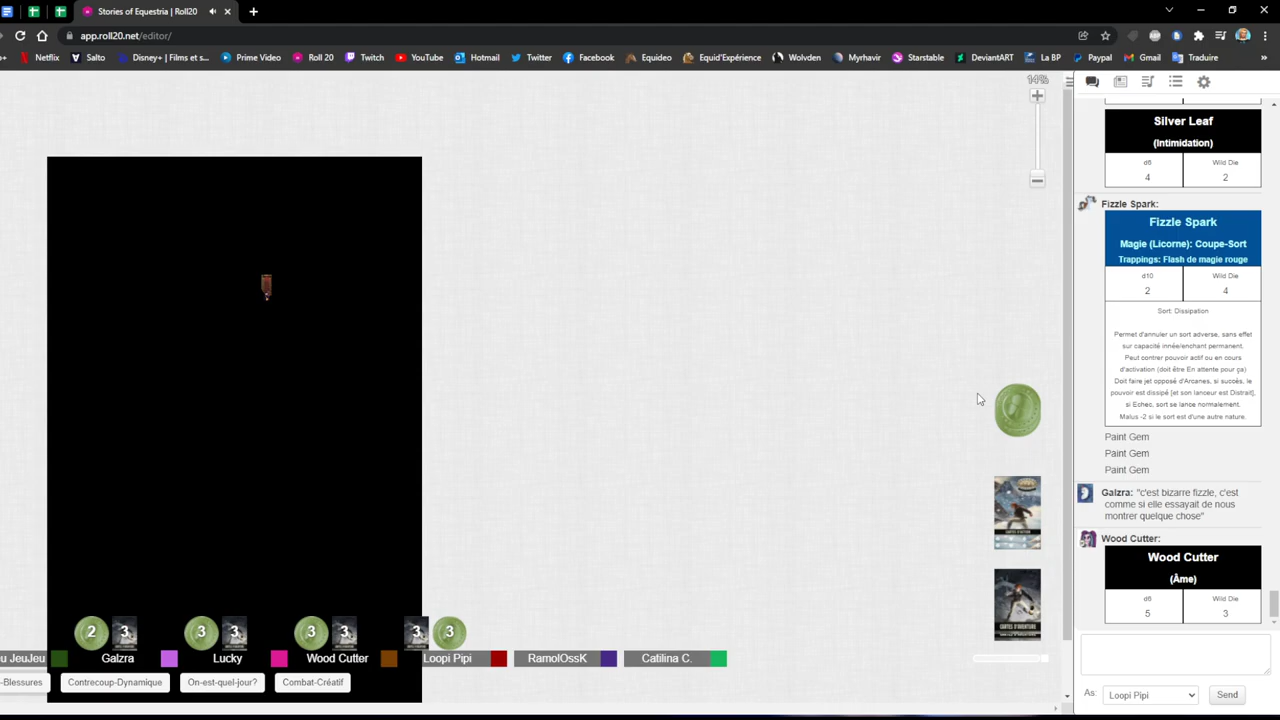 Stories of Equestria | Roll20
app.roll20.net/editor/
Netflix
Salto
Disney+ | Films et s...
Prime Video
Roll 20
Twitch
YouTube
Hotmail
Twitter
Facebook
Equideo
Equid'Expérience
Wolvden
Myrhavir
Starstable
DeviantART
La BP
Paypal
Gmail
Traduire
»
14%
Silver Leaf
(Intimidation)
d6 Wild Die
4 2
Fizzle Spark:
Fizzle Spark
Magie (Licorne): Coupe-Sort
Trappings: Flash de magie rouge
d10 Wild Die
2 4
Sort: Dissipation
Permet d'annuler un sort adverse, sans effet
sur capacité innée/enchant permanent,
Peut contrer pouvoir actif ou en cours
d'activation (doit être En attente pour ça)
Doit faire jet opposé d'Arcanes, si succès, le
pouvoir est dissipé [et son lanceur est Distrait],
si Echec, sort se lance normalement.
Malus -2 si le sort est d'une autre nature.
Paint Gem
Paint Gem
Paint Gem
Galzra: "c'est bizarre fizzle, c'est
comme si elle essayait de nous
montrer quelque chose"
Wood Cutter:
Wood Cutter
(Âme)
d6 Wild Die
5 3
As: Loopi Pipi
Send
2 3 3 3 3 3 3 3
u JeuJeu
Galzra
Lucky
Wood Cutter
Loopi Pipi
RamolOssK
Catilina C.
-Blessures
Contrecoup-Dynamique
On-est-quel-jour?
Combat-Créatif